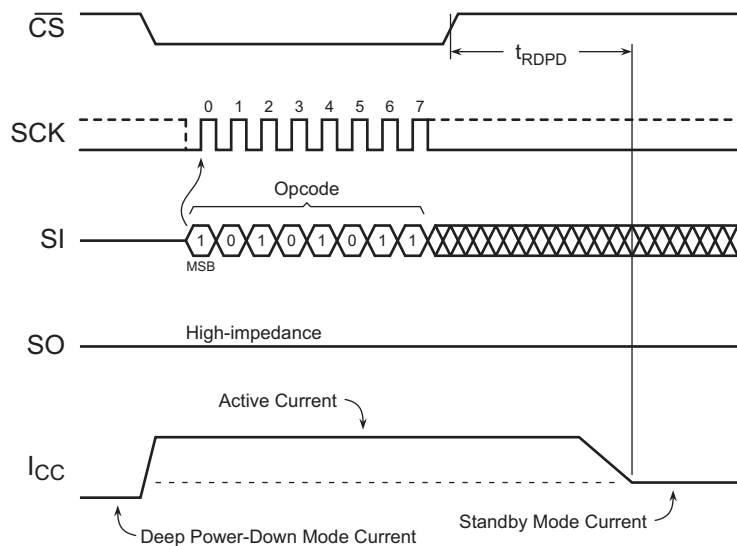 CS
tRDPD
0 1 2 3 4 5 6 7
SCK
Opcode
SI
1 0 1 0 1 0 1 1
MSB
High-impedance
SO
Active Current
ICC
Standby Mode Current
Deep Power-Down Mode Current